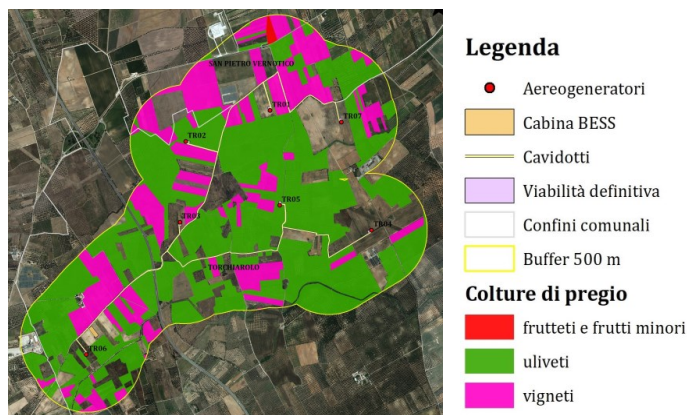 SAN PIETRO VERNOTICO
TR01
TR07
TR02
TR05
TR03
TR04
TORCHIAROLO
TR06
Legenda
Aereogeneratori
Cabina BESS
Cavidotti
Viabilità definitiva
Confini comunali
Buffer 500 m
Colture di pregio
frutteti e frutti minori
uliveti
vigneti